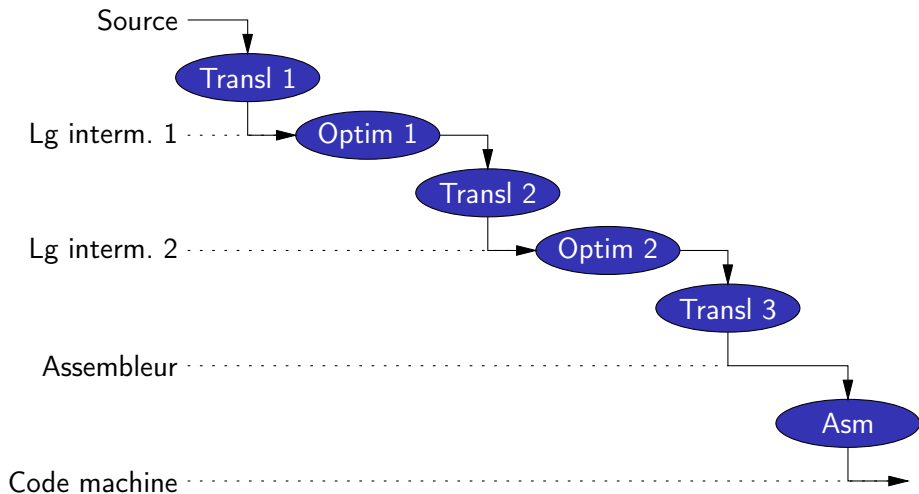 Source
Transl 1
Lg interm. 1
Optim 1
Transl 2
Lg interm. 2
Optim 2
Transl 3
Assembleur
Asm
Code machine